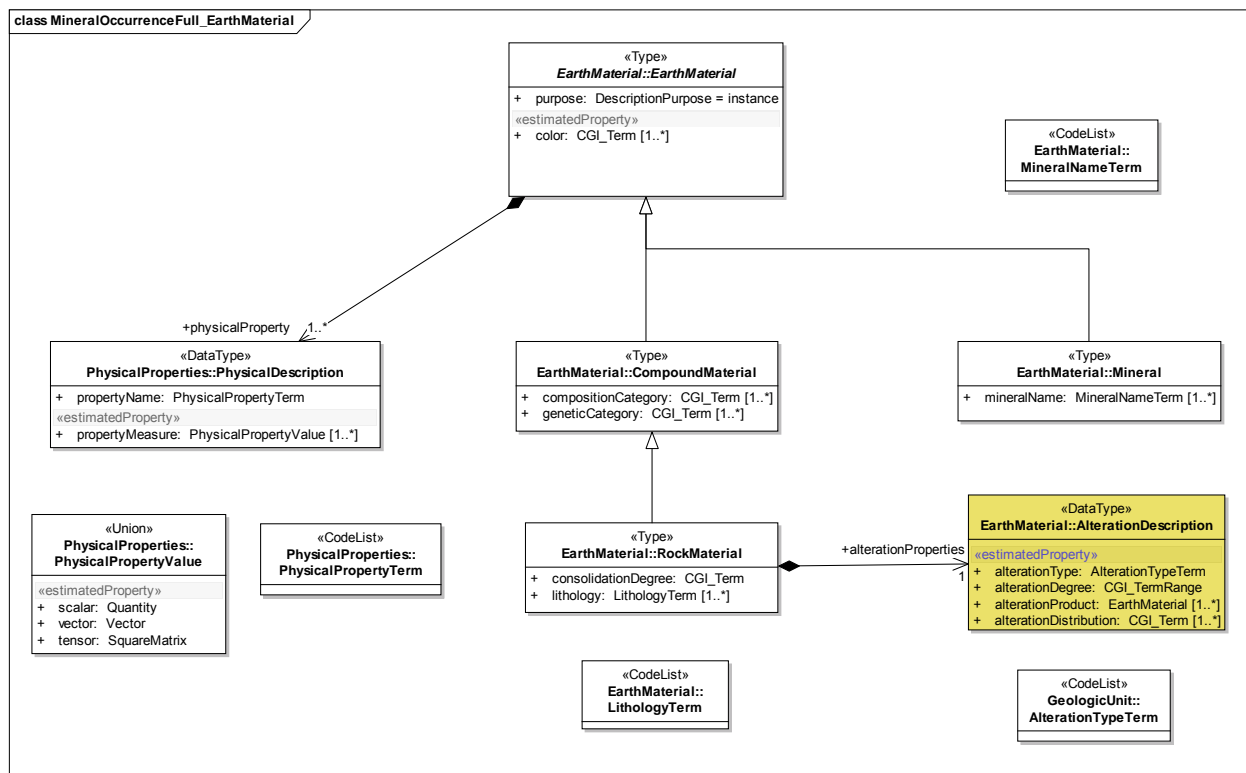 class MineralOccurrenceFull_EarthMaterial
«Type»
EarthMaterial::EarthMaterial
+ purpose: DescriptionPurpose = instance
«estimatedProperty»
+ color: CGI_Term [1..*]
«CodeList»
EarthMaterial::
MineralNameTerm
+physicalProperty 1..*
«DataType»
PhysicalProperties::PhysicalDescription
+ propertyName: PhysicalPropertyTerm
«estimatedProperty»
+ propertyMeasure: PhysicalPropertyValue [1..*]
«Type»
EarthMaterial::CompoundMaterial
+ compositionCategory: CGI_Term [1..*]
+ geneticCategory: CGI_Term [1..*]
«Type»
EarthMaterial::Mineral
+ mineralName: MineralNameTerm [1..*]
«Union»
PhysicalProperties::
PhysicalPropertyValue
«estimatedProperty»
+ scalar: Quantity
+ vector: Vector
+ tensor: SquareMatrix
«CodeList»
PhysicalProperties::
PhysicalPropertyTerm
«Type»
EarthMaterial::RockMaterial
+ consolidationDegree: CGI_Term
+ lithology: LithologyTerm [1..*]
+alterationProperties
1
«DataType»
EarthMaterial::AlterationDescription
«estimatedProperty»
+ alterationType: AlterationTypeTerm
+ alterationDegree: CGI_TermRange
+ alterationProduct: EarthMaterial [1..*]
+ alterationDistribution: CGI_Term [1..*]
«CodeList»
EarthMaterial::
LithologyTerm
«CodeList»
GeologicUnit::
AlterationTypeTerm